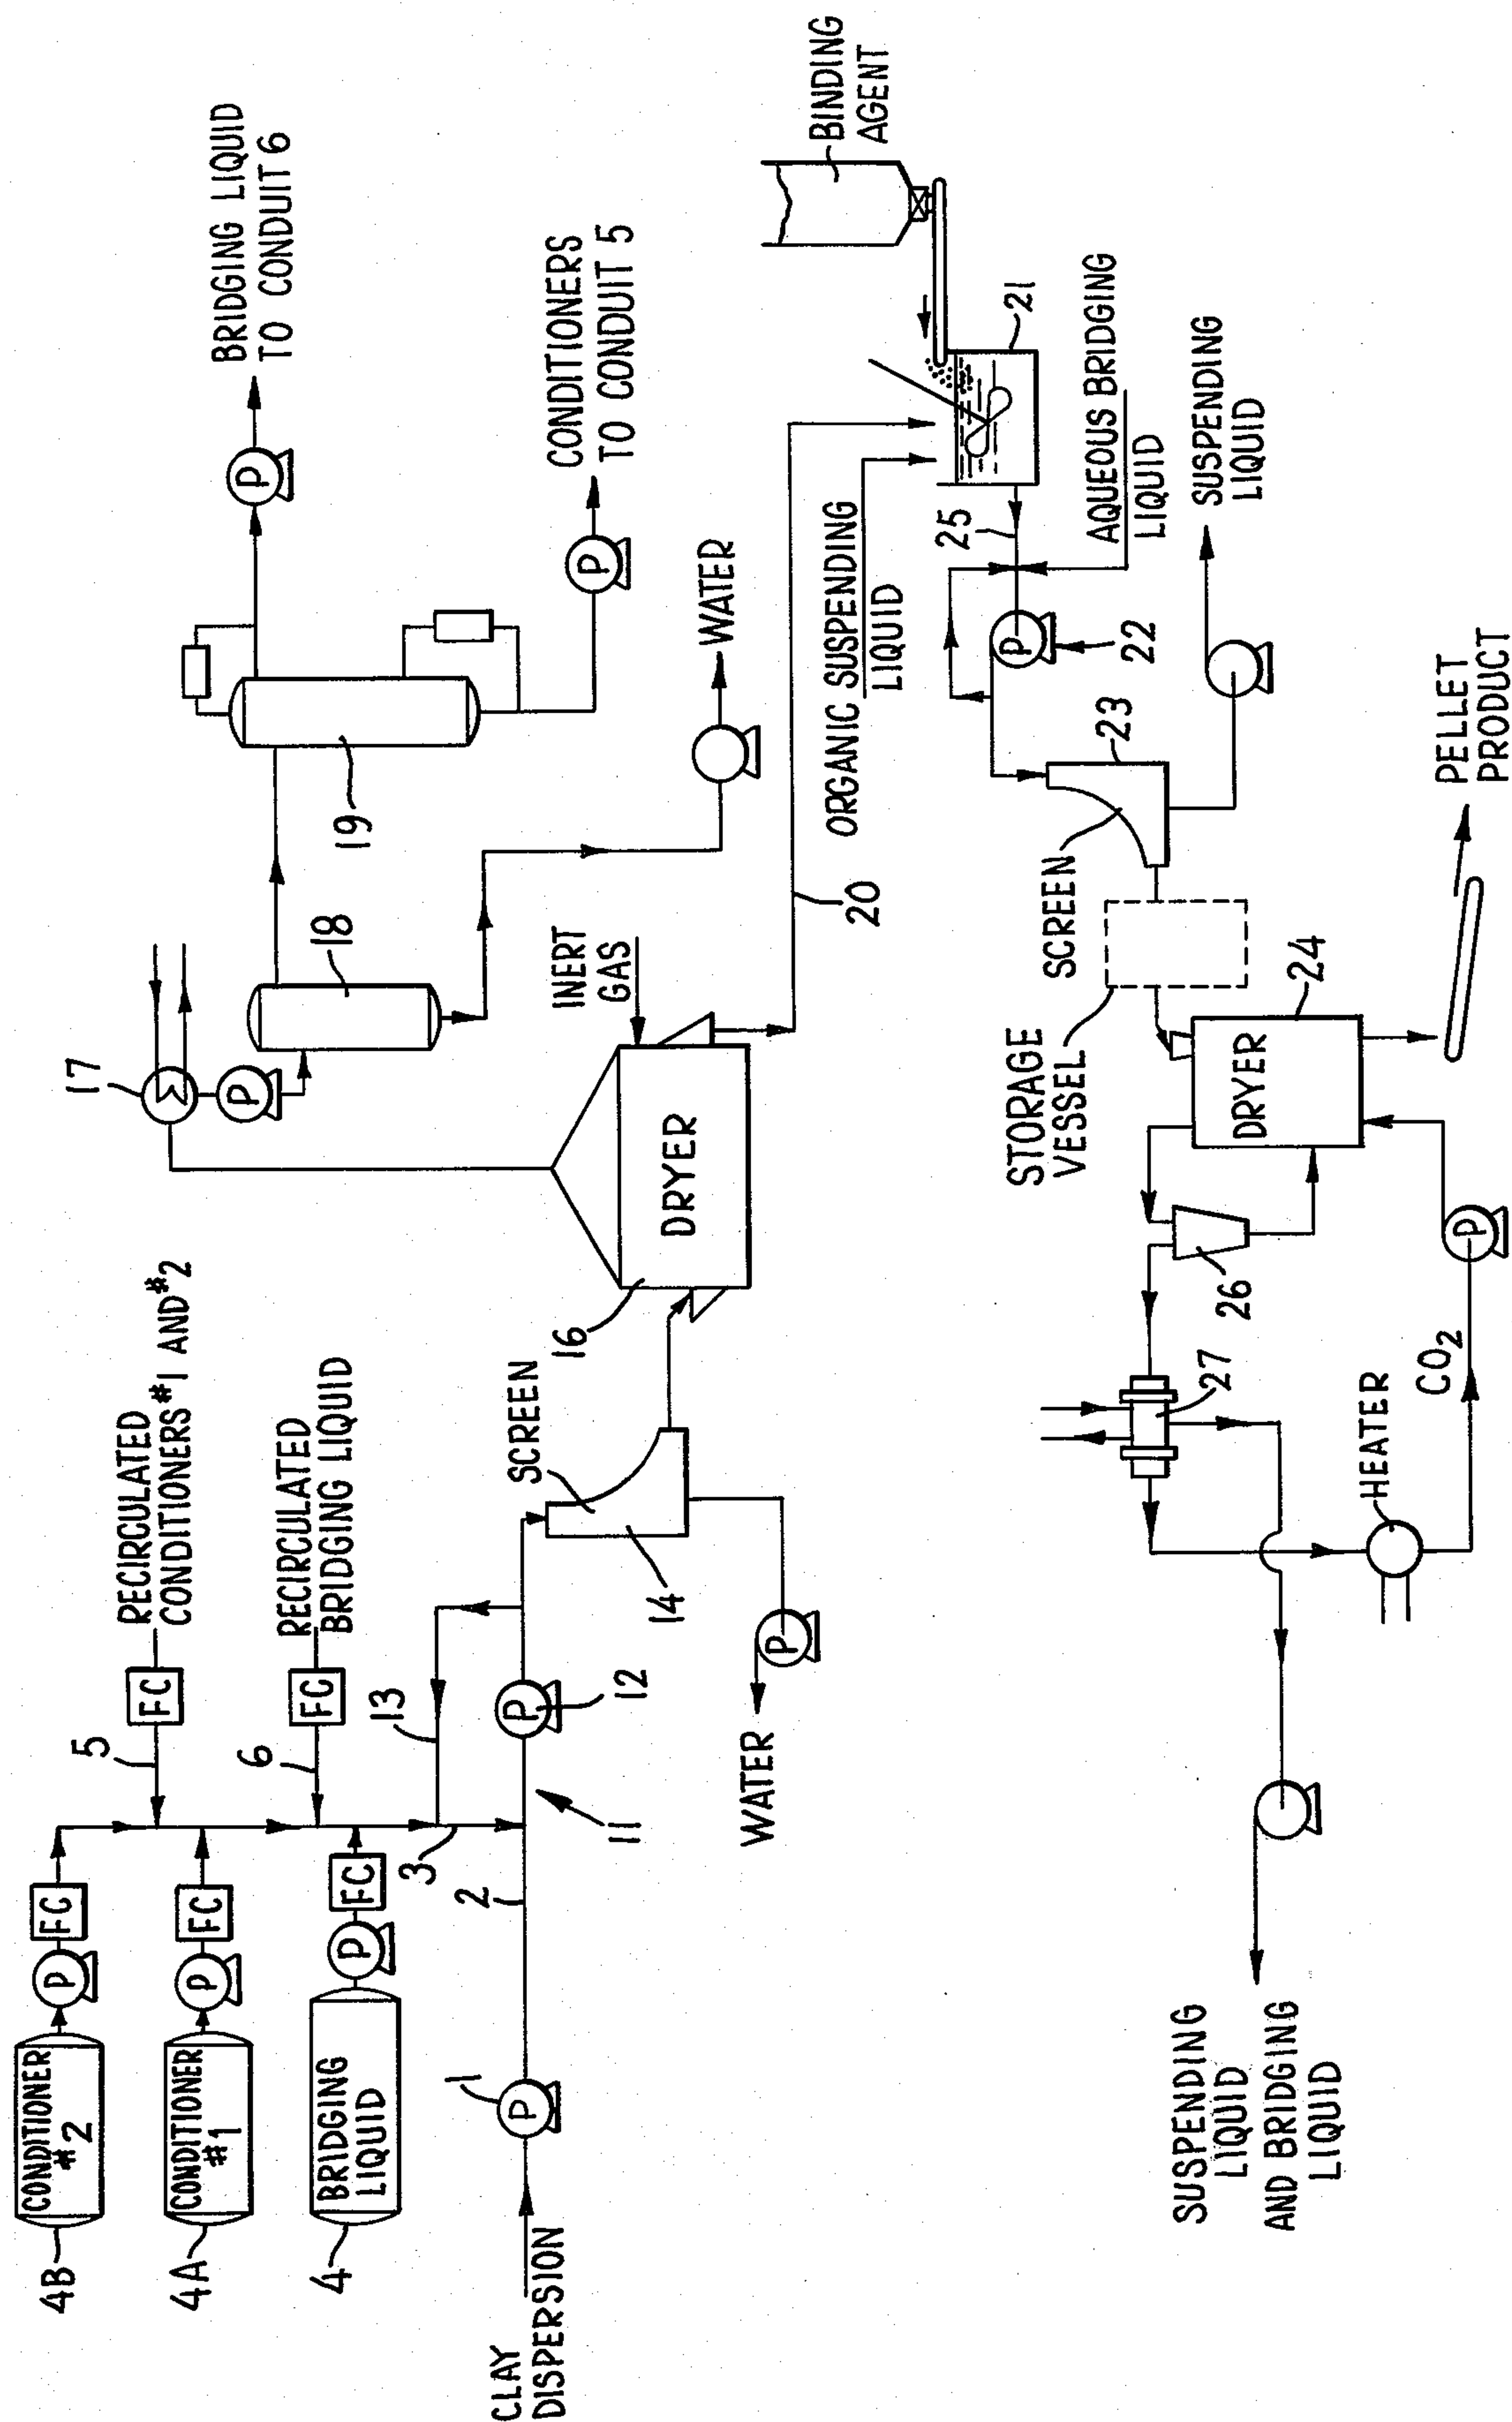 CONDITIONER
#2
4B
P
FC
CONDITIONER
#1
4A
P
FC
BRIDGING
LIQUID
4
P
FC
5
FC
RECIRCULATED
CONDITIONERS #1 AND #2
6
FC
RECIRCULATED
BRIDGING LIQUID
CLAY
DISPERSION
P
1
2
3
11
13
P
12
SCREEN
14
P
WATER
16
DRYER
INERT
GAS
17
P
18
19
WATER
P
BRIDGING LIQUID
TO CONDUIT 6
P
CONDITIONERS
TO CONDUIT 5
20
ORGANIC SUSPENDING
LIQUID
BINDING
AGENT
21
25
AQUEOUS BRIDGING
LIQUID
P
22
23
SCREEN
SUSPENDING
LIQUID
STORAGE
VESSEL
DRYER
24
PELLET
PRODUCT
26
27
HEATER
CO2
P
SUSPENDING
LIQUID
AND BRIDGING
LIQUID